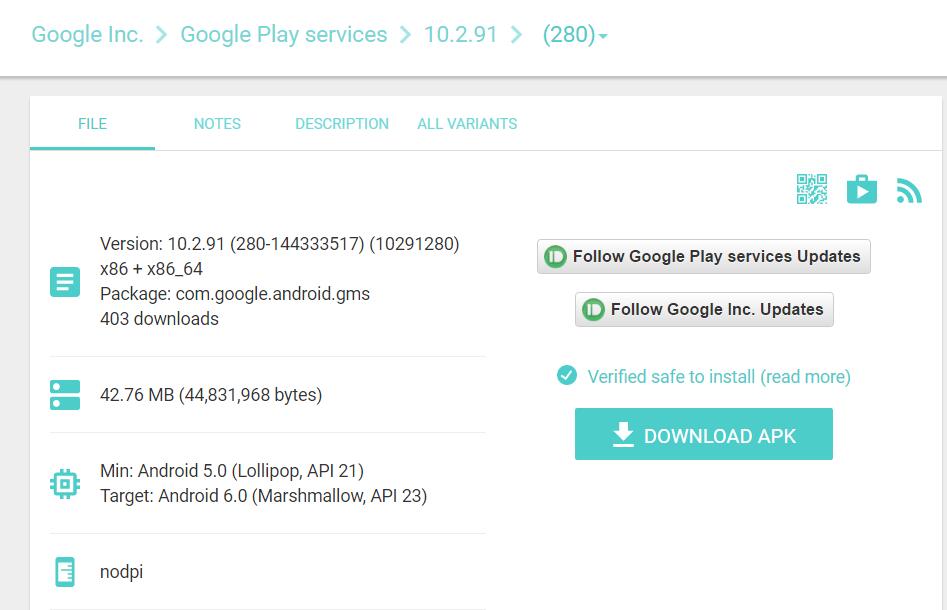 Google Inc. Google Play services 10.2.91 (280)
FILE NOTES DESCRIPTION ALL VARIANTS
Version: 10.2.91 (280-144333517) (10291280)
x86 + x86_64
Package: com.google.android.gms
403 downloads
Follow Google Play services Updates
Follow Google Inc. Updates
Verified safe to install (read more)
DOWNLOAD APK
42.76 MB (44,831,968 bytes)
Min: Android 5.0 (Lollipop, API 21)
Target: Android 6.0 (Marshmallow, API 23)
nodpi